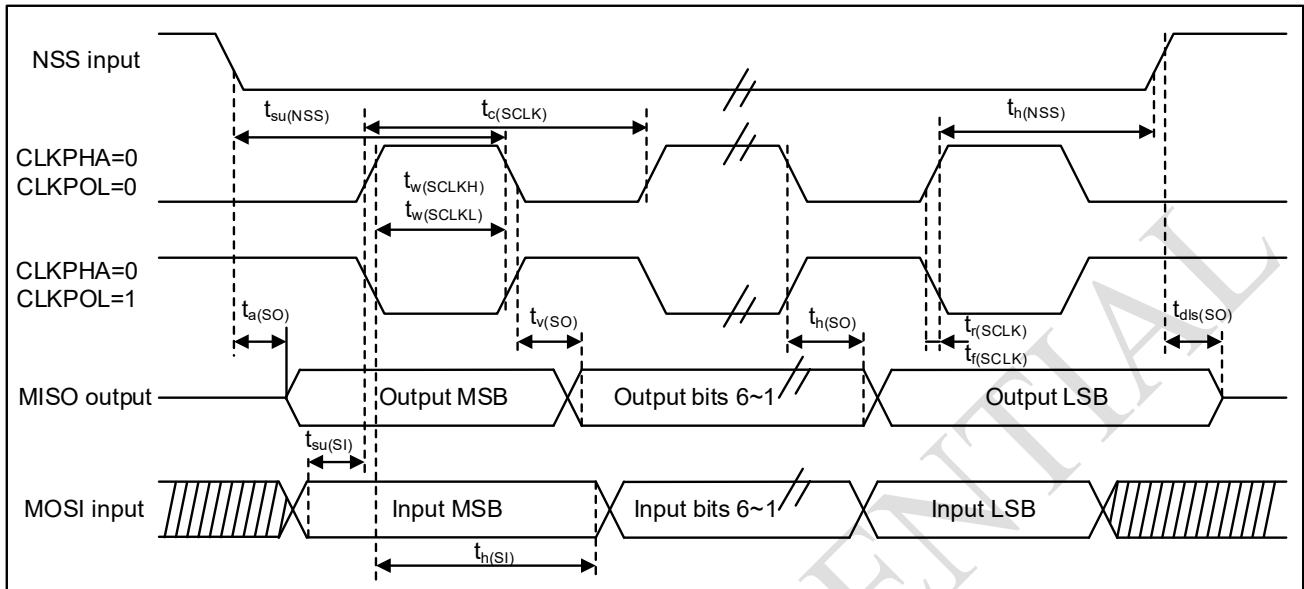 NSS input
tsu(NSS)
tc(SCLK)
th(NSS)
CLKPHA=0
CLKPOL=0
tw(SCLKH)
tw(SCLKL)
CLKPHA=0
CLKPOL=1
ta(SO)
tv(SO)
th(SO)
tr(SCLK)
tf(SCLK)
tdis(SO)
MISO output
Output MSB
Output bits 6~1
Output LSB
tsu(SI)
MOSI input
Input MSB
Input bits 6~1
Input LSB
th(SI)
ENTIAL